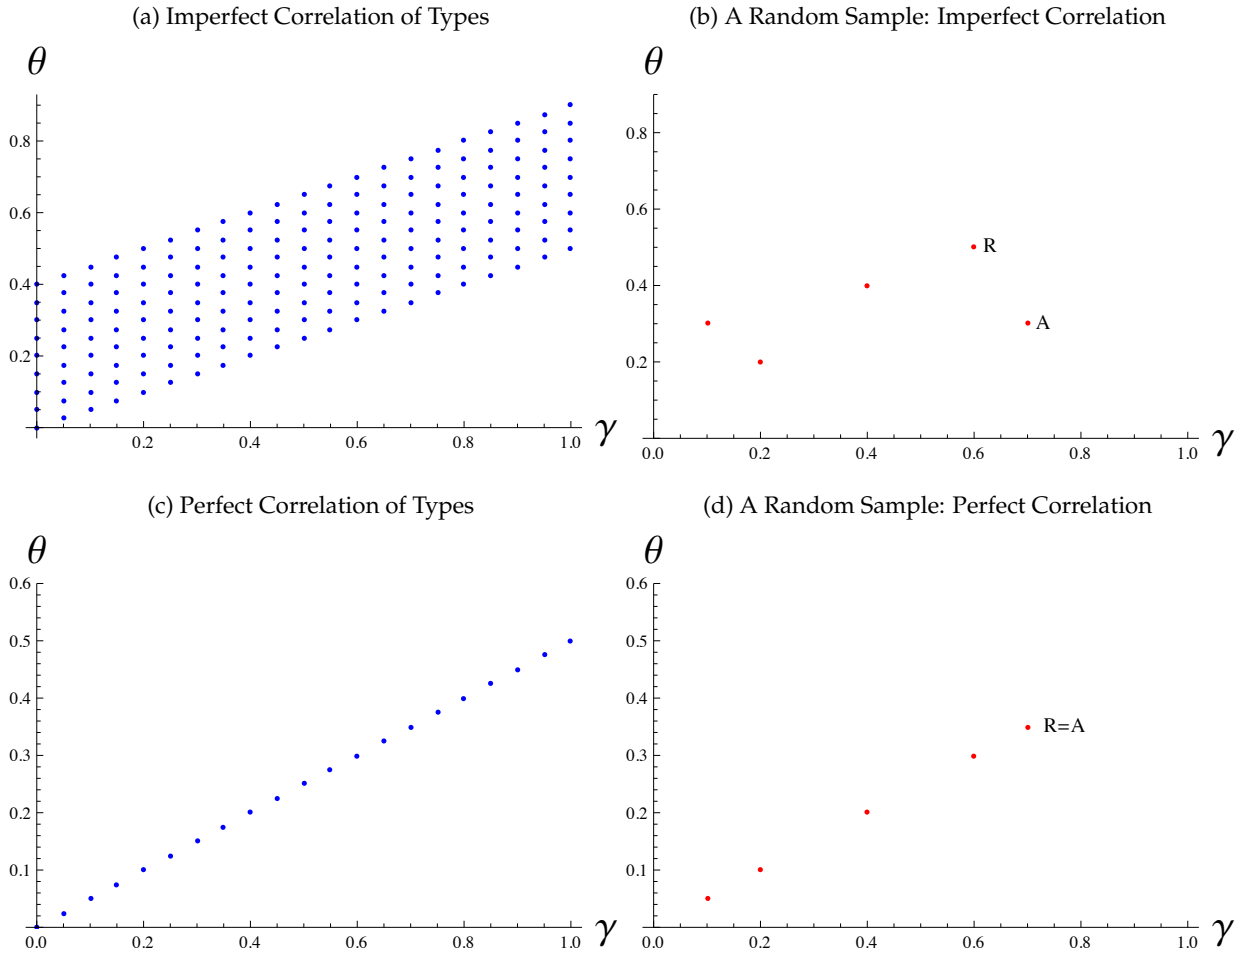 (a) Imperfect Correlation of Types
θ
0.8
0.6
0.4
0.2
0.0 0.2 0.4 0.6 0.8 1.0 γ
(b) A Random Sample: Imperfect Correlation
θ
0.8
0.6
R
0.4
A
0.2
0.0 0.2 0.4 0.6 0.8 1.0 γ
(c) Perfect Correlation of Types
θ
0.6
0.5
0.4
0.3
0.2
0.1
0.0 0.2 0.4 0.6 0.8 1.0 γ
(d) A Random Sample: Perfect Correlation
θ
0.6
0.5
0.4
R=A
0.3
0.2
0.1
0.0 0.2 0.4 0.6 0.8 1.0 γ